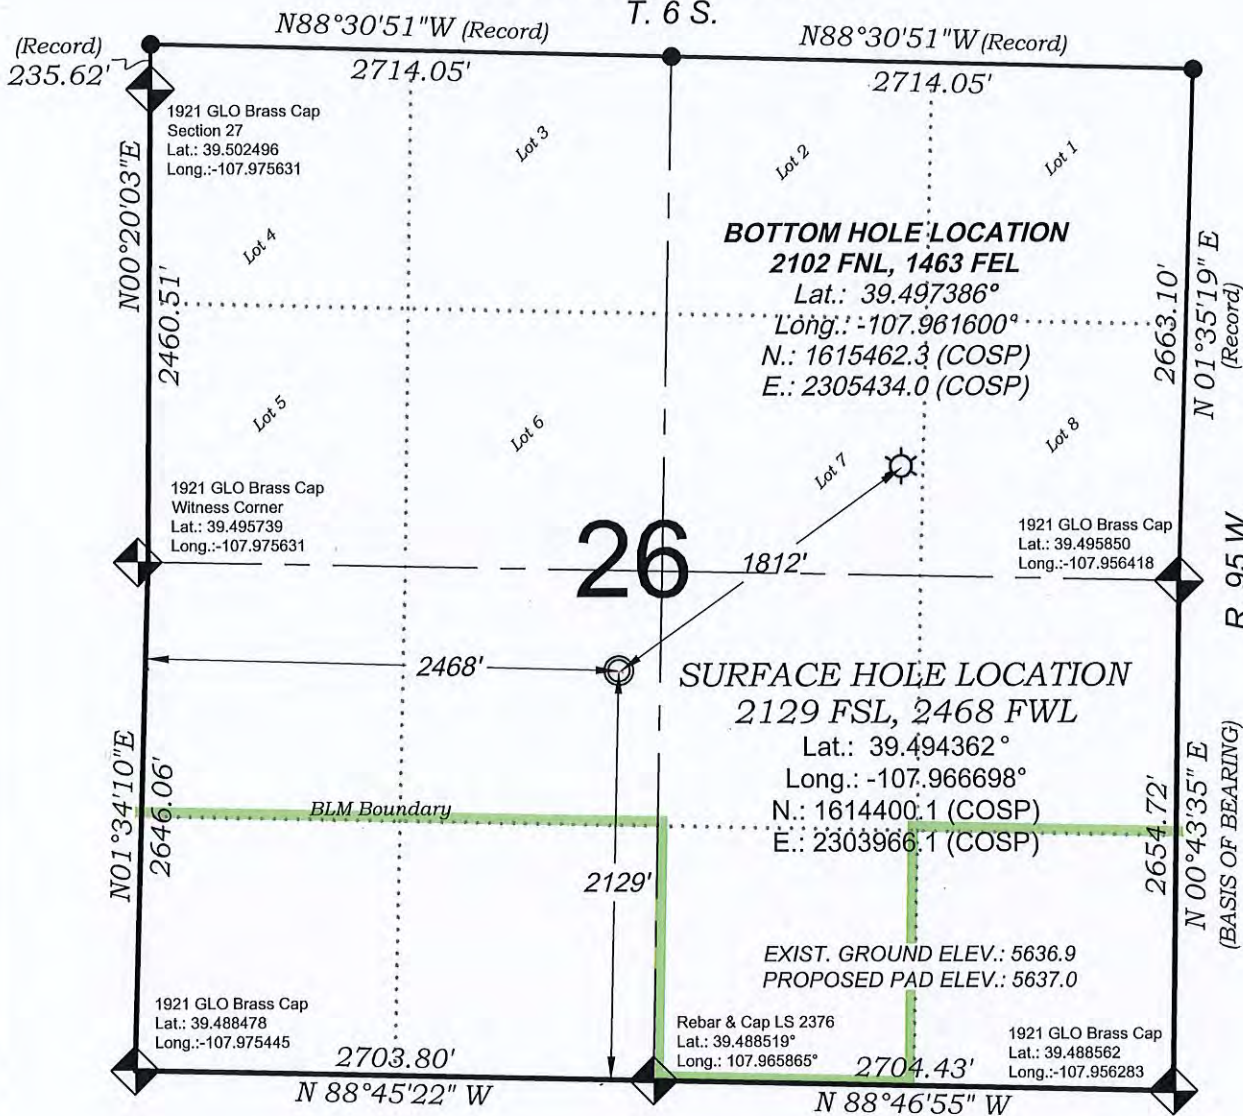 T. 6 S.
N88°30'51"W (Record)
N88°30'51"W (Record)
(Record)
235.62'
2714.05'
2714.05'
1921 GLO Brass Cap
Section 27
Lat.: 39.502496
Long.:-107.975631
Lot 3
Lot 2
Lot 1
N00°20'03"E
2460.51'
Lot 4
BOTTOM HOLE LOCATION
2102 FNL, 1463 FEL
Lat.: 39.497386°
Long.: -107.961600°
N.: 1615462.3 (COSP)
E.: 2305434.0 (COSP)
2663.10'
N 01°35'19" E
(Record)
Lot 5
Lot 6
Lot 7
Lot 8
1921 GLO Brass Cap
Witness Corner
Lat.: 39.495739
Long.:-107.975631
26
1812'
1921 GLO Brass Cap
Lat.: 39.495850
Long.:-107.956418
R. 95 W
2468'
SURFACE HOLE LOCATION
2129 FSL, 2468 FWL
Lat.: 39.494362°
Long.: -107.966698°
N.: 1614400.1 (COSP)
E.: 2303966.1 (COSP)
N01°34'10"E
2646.06'
BLM Boundary
2129'
2654.72'
N 00°43'35" E
(BASIS OF BEARING)
EXIST. GROUND ELEV.: 5636.9
PROPOSED PAD ELEV.: 5637.0
1921 GLO Brass Cap
Lat.: 39.488478
Long.:-107.975445
Rebar & Cap LS 2376
Lat.: 39.488519°
Long.: 107.965865°
1921 GLO Brass Cap
Lat.: 39.488562
Long.:-107.956283
2703.80'
N 88°45'22" W
2704.43'
N 88°46'55" W